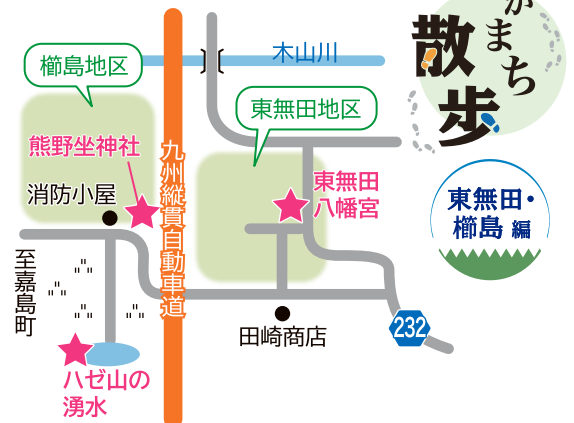 がまち
散歩
東無田・
櫛島 編
木山川
櫛島地区
東無田地区
熊野坐神社
消防小屋
九州縦貫自動車道
東無田
八幡宮
至嘉島町
田崎商店
232
ハゼ山の
湧水